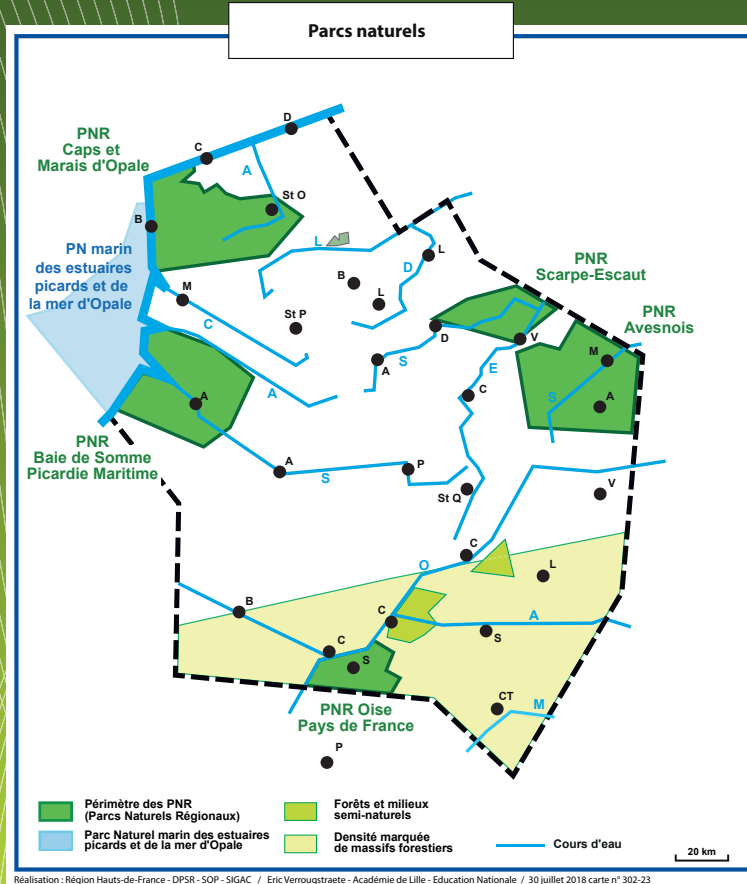 Parcs naturels
D
C
PNR
Caps et
Marais d'Opale
A
St O
B
L
L
PNR
Scarpe-Escaut
PN marin
des estuaires
picards et de
la mer d'Opale
D
B
M
L
PNR
Avesnois
C
St P
D
V
M
A
S
E
A
A
C
S
A
PNR
Baie de Somme
Picardie Maritime
A
S
P
St Q
V
C
O
L
B
C
A
C
S
S
CT
M
PNR Oise
Pays de France
P
Périmètre des PNR
(Parcs Naturels Régionaux)
Forêts et milieux
semi-naturels
Parc Naturel marin des estuaires
picards et de la mer d'Opale
Densité marquée
de massifs forestiers
Cours d'eau
20 km
Réalisation : Région Hauts-de-France - DPSR - SOP - SIGAC / Eric Verrougstraete - Académie de Lille - Education Nationale / 30 juillet 2018 carte n° 302-23